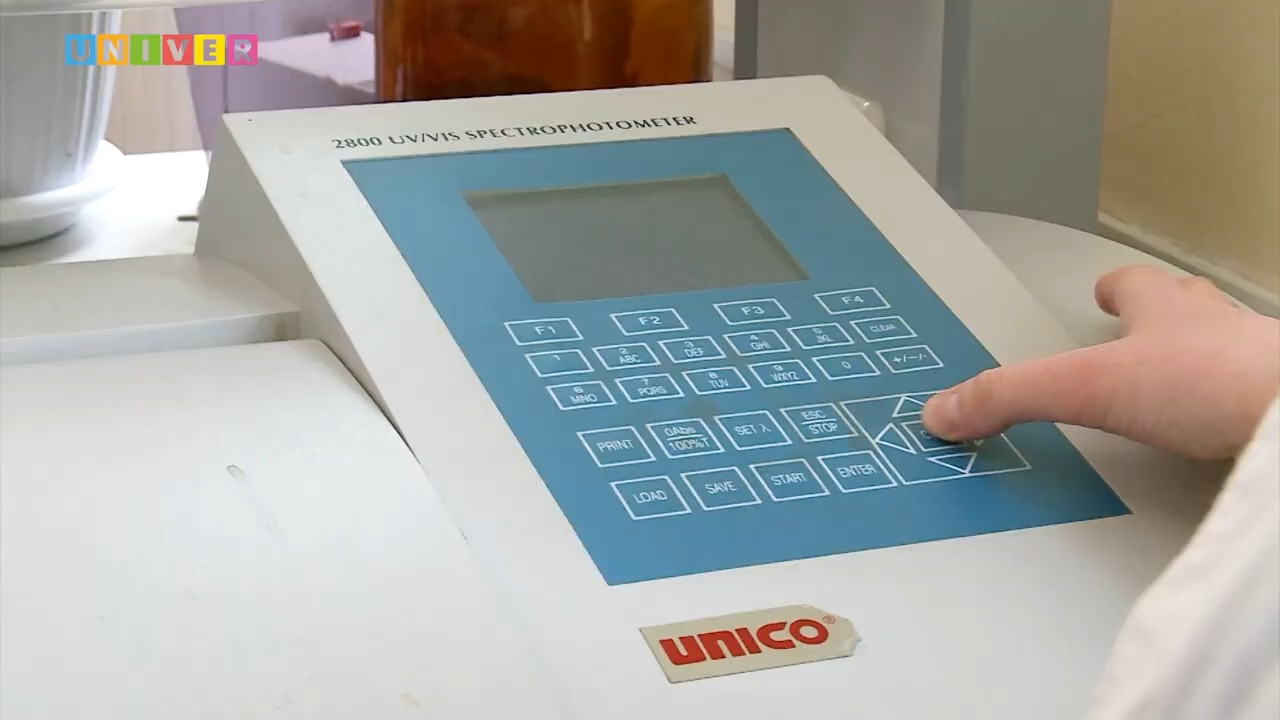 UNIVER
2800 UV/VIS SPECTROPHOTOMETER
F1 F2 F3 F4
1 2 ABC 3 DEF 4 GHI 5 CLEAR
6 MNO 7 PQRS 8 TUV 9 WXYZ 0 +/-/.
PRINT 0Abs/100%T SET λ ESC/STOP
LOAD SAVE START ENTER
UNICO®